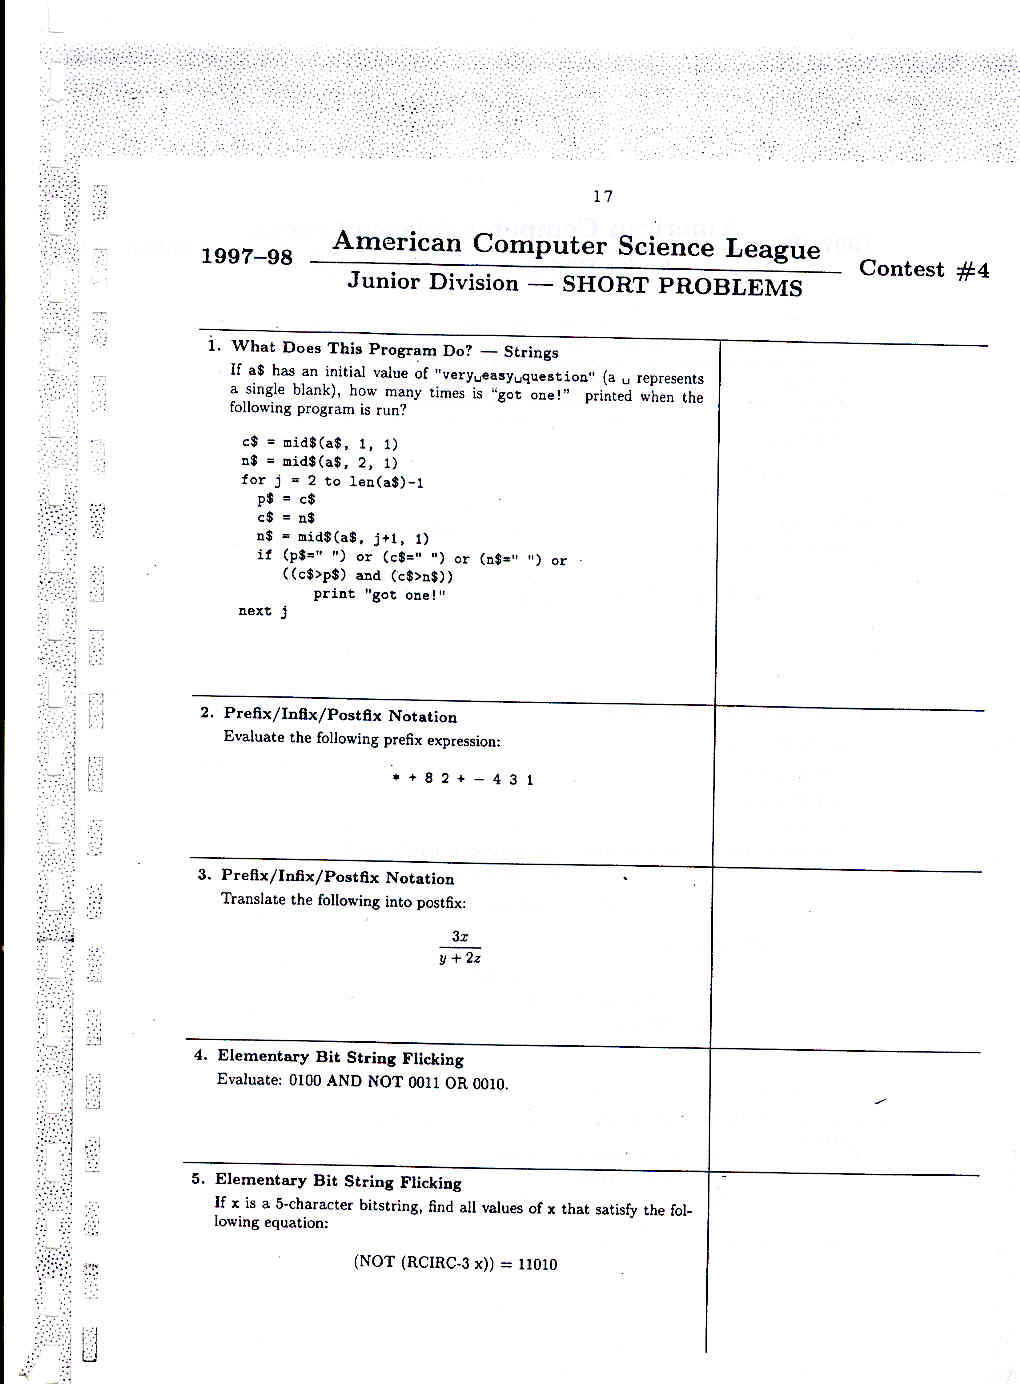 17
1997–98 American Computer Science League Contest #4
Junior Division — SHORT PROBLEMS
1. What Does This Program Do? — Strings
If a$ has an initial value of "very␣easy␣question" (a ␣ represents
a single blank), how many times is “got one!” printed when the
following program is run?
c$ = mid$(a$, 1, 1)
n$ = mid$(a$, 2, 1)
for j = 2 to len(a$)-1
p$ = c$
c$ = n$
n$ = mid$(a$, j+1, 1)
if (p$=" ") or (c$=" ") or (n$=" ") or
((c$>p$) and (c$>n$))
print "got one!"
next j
2. Prefix/Infix/Postfix Notation
Evaluate the following prefix expression:
* + 8 2 + − 4 3 1
3. Prefix/Infix/Postfix Notation
Translate the following into postfix:
3x
y + 2z
4. Elementary Bit String Flicking
Evaluate: 0100 AND NOT 0011 OR 0010.
5. Elementary Bit String Flicking
If x is a 5-character bitstring, find all values of x that satisfy the fol-
lowing equation:
(NOT (RCIRC-3 x)) = 11010